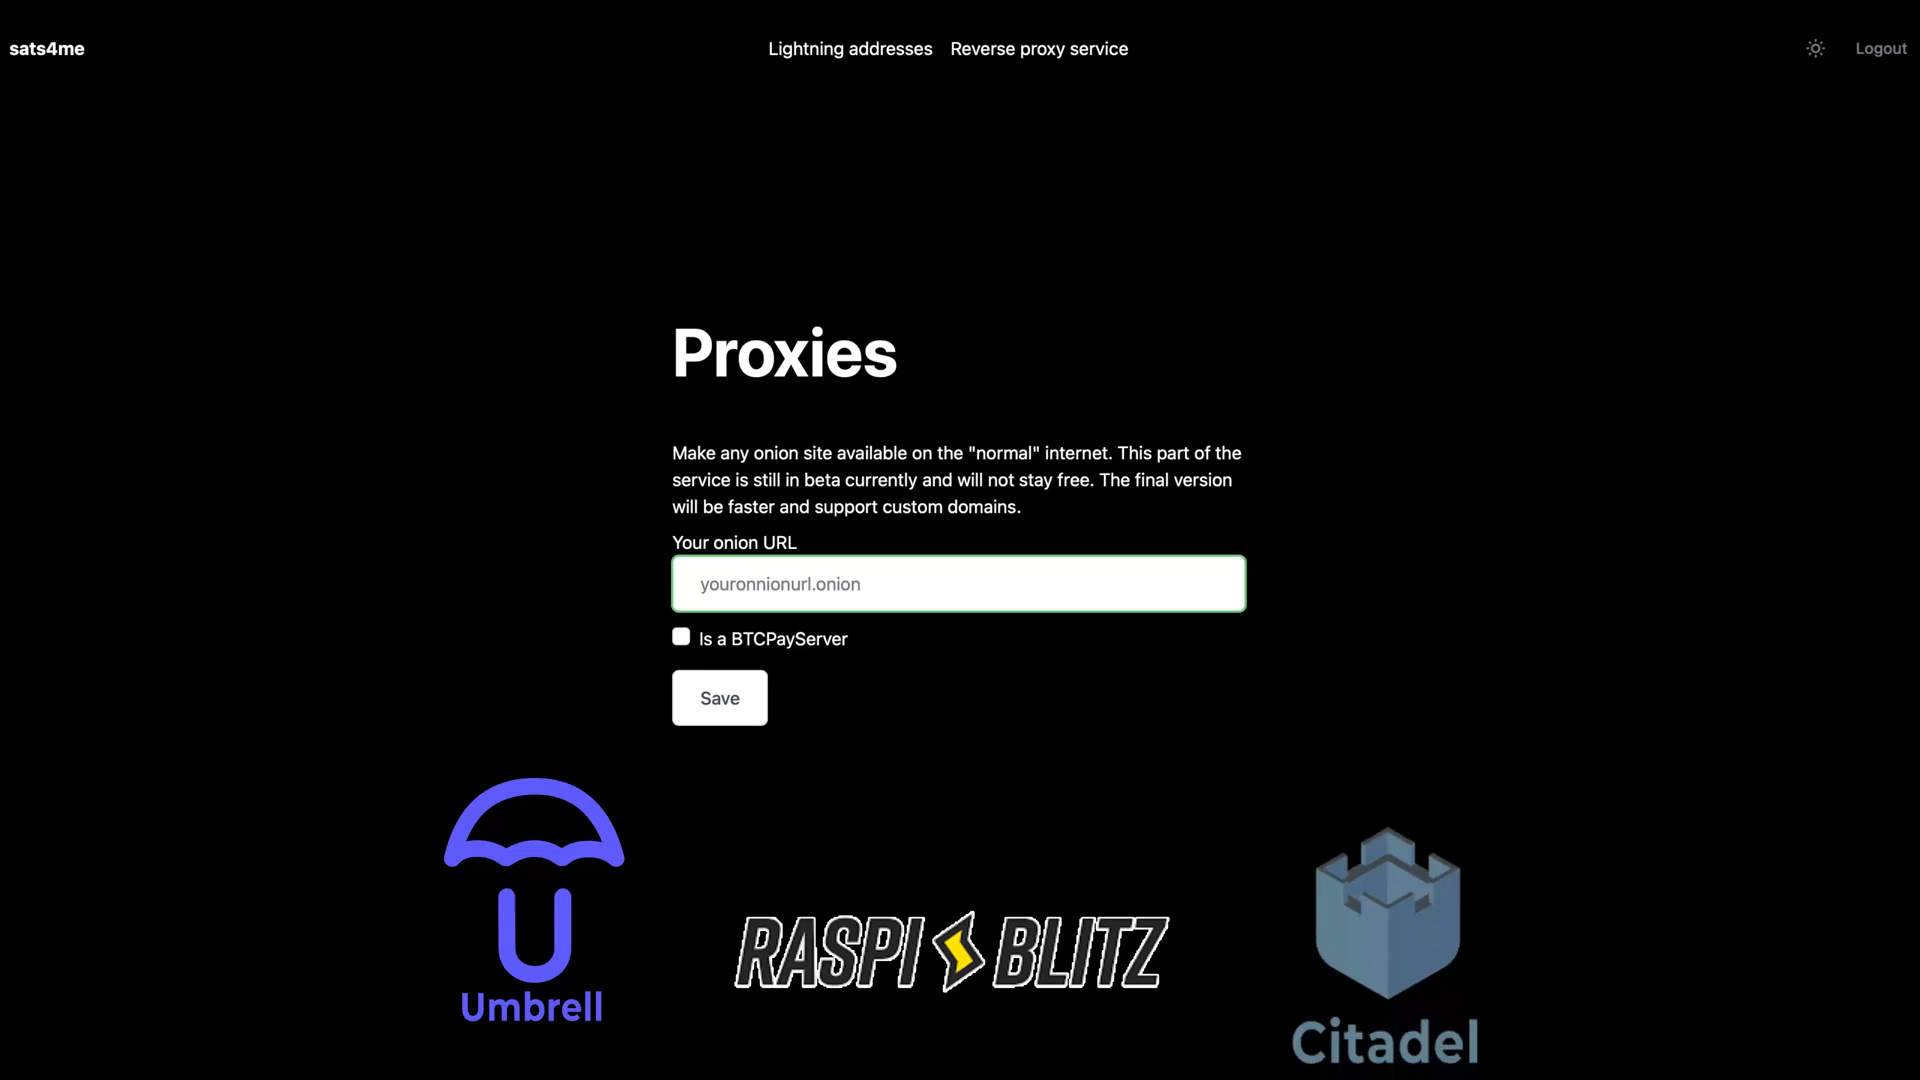 sats4me
Lightning addresses
Reverse proxy service
Logout
Proxies
Make any onion site available on the "normal" internet. This part of the
service is still in beta currently and will not stay free. The final version
will be faster and support custom domains.
Your onion URL
youronnionurl.onion
Is a BTCPayServer
Save
U
Umbrell
RASPI BLITZ
Citadel